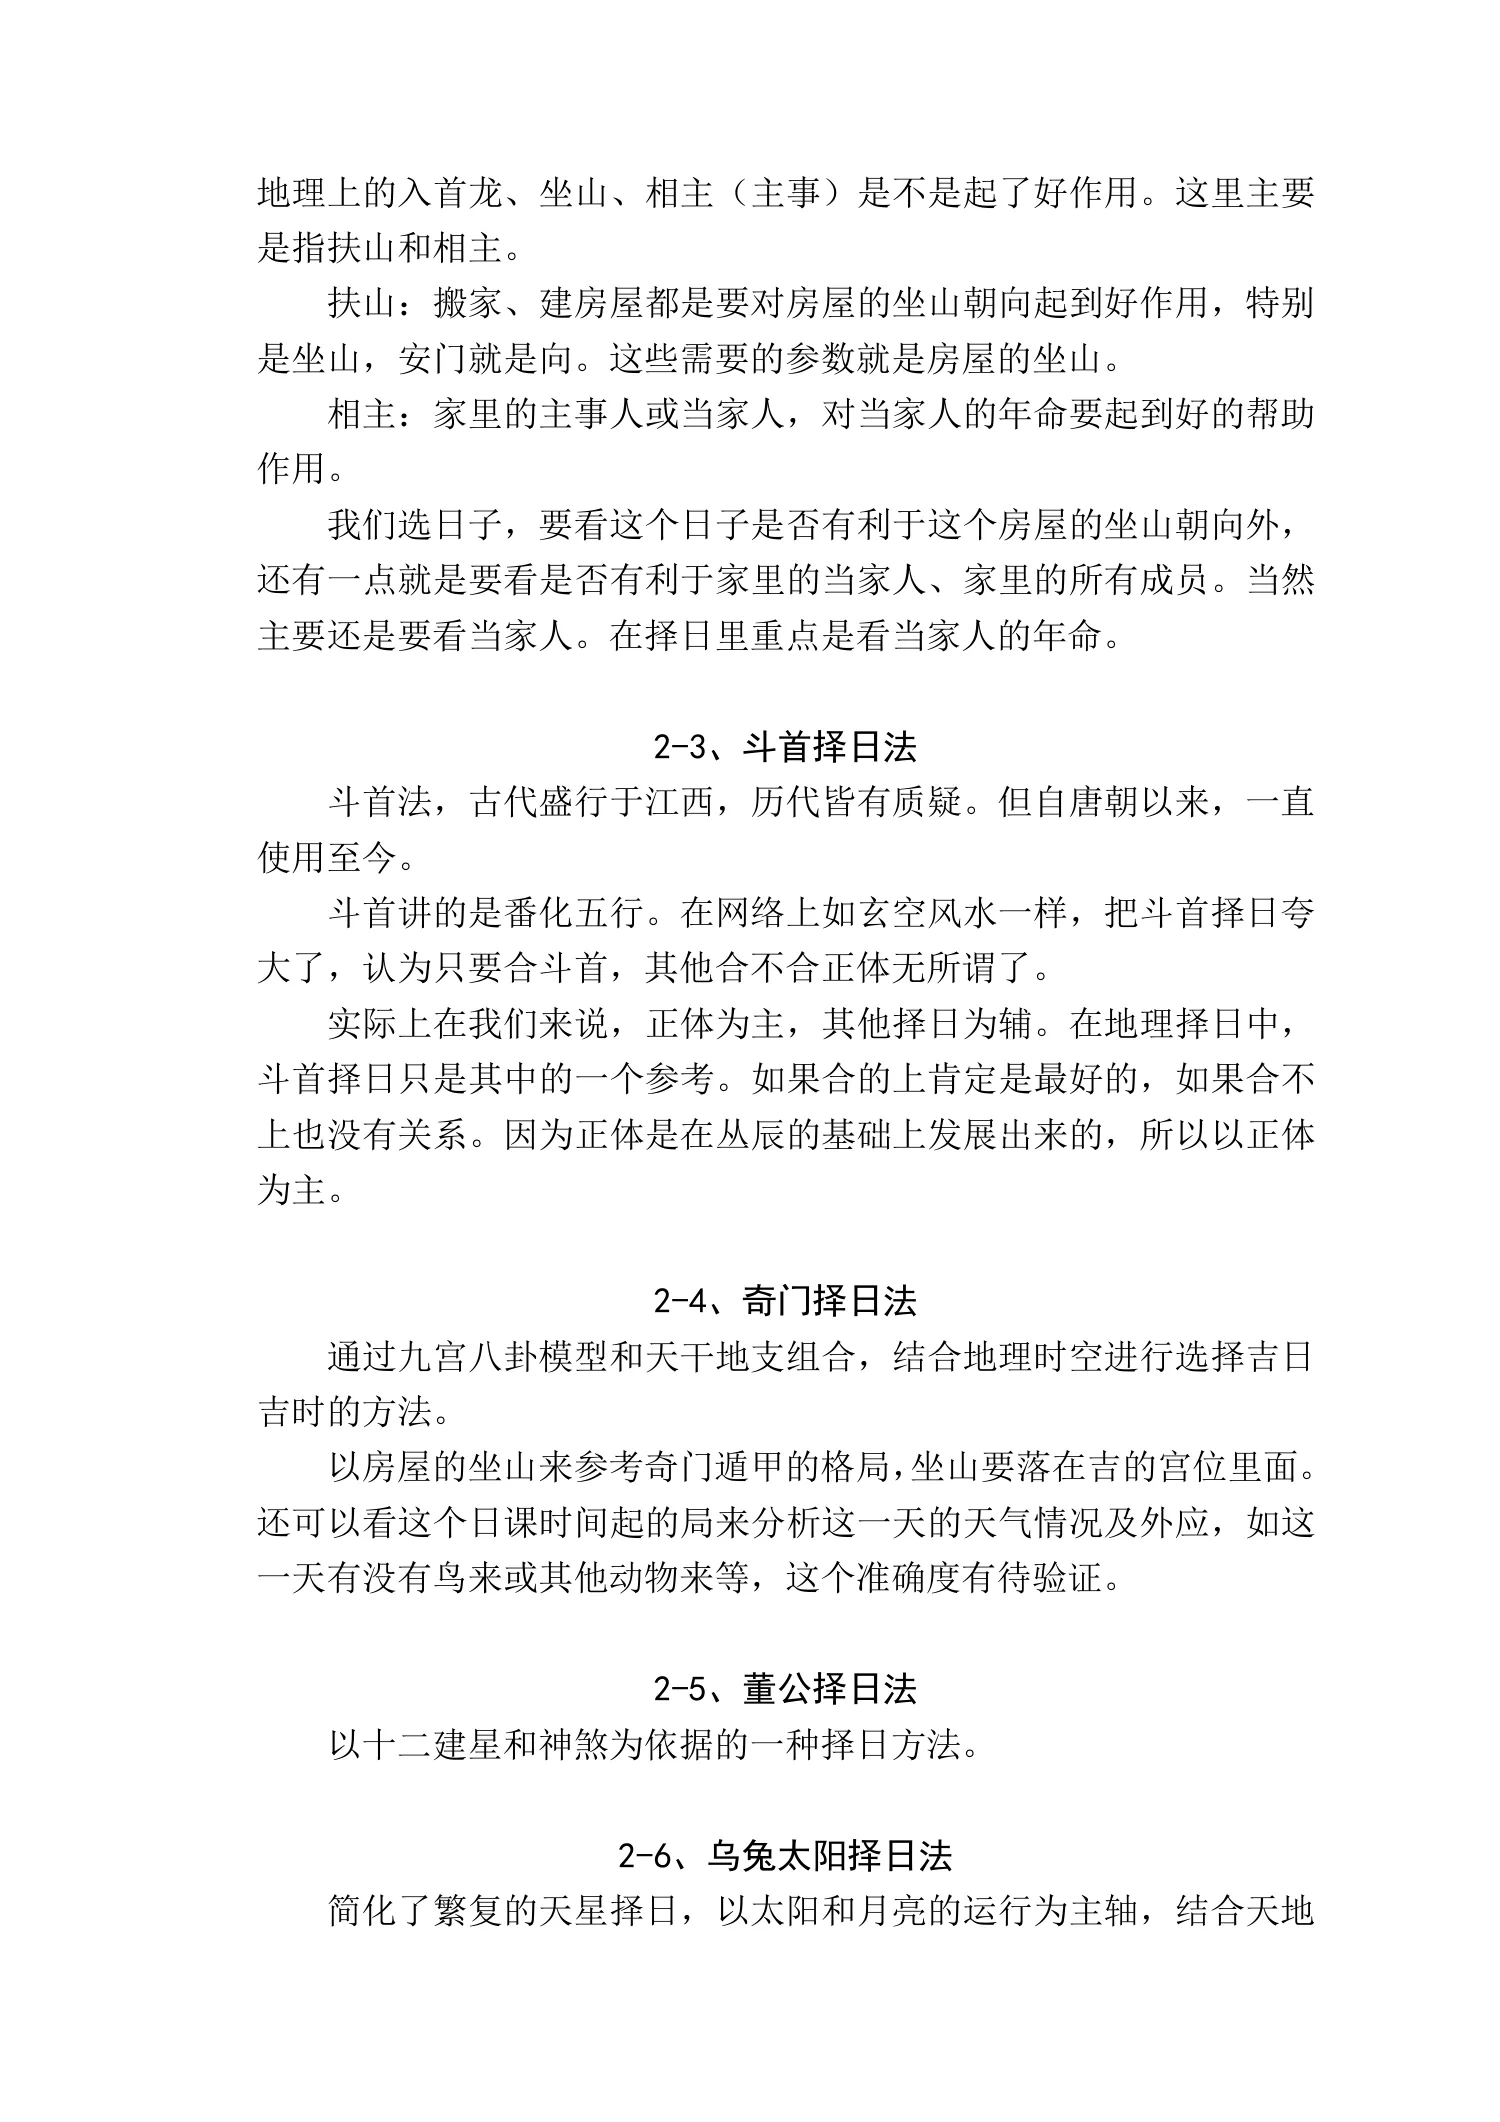 地理上的入首龙、坐山、相主（主事）是不是起了好作用。这里主要
是指扶山和相主。
扶山：搬家、建房屋都是要对房屋的坐山朝向起到好作用，特别
是坐山，安门就是向。这些需要的参数就是房屋的坐山。
相主：家里的主事人或当家人，对当家人的年命要起到好的帮助
作用。
我们选日子，要看这个日子是否有利于这个房屋的坐山朝向外，
还有一点就是要看是否有利于家里的当家人、家里的所有成员。当然
主要还是要看当家人。在择日里重点是看当家人的年命。
2-3、斗首择日法
斗首法，古代盛行于江西，历代皆有质疑。但自唐朝以来，一直
使用至今。
斗首讲的是番化五行。在网络上如玄空风水一样，把斗首择日夸
大了，认为只要合斗首，其他合不合正体无所谓了。
实际上在我们来说，正体为主，其他择日为辅。在地理择日中，
斗首择日只是其中的一个参考。如果合的上肯定是最好的，如果合不
上也没有关系。因为正体是在丛辰的基础上发展出来的，所以以正体
为主。
2-4、奇门择日法
通过九宫八卦模型和天干地支组合，结合地理时空进行选择吉日
吉时的方法。
以房屋的坐山来参考奇门遁甲的格局，坐山要落在吉的宫位里面。
还可以看这个日课时间起的局来分析这一天的天气情况及外应，如这
一天有没有鸟来或其他动物来等，这个准确度有待验证。
2-5、董公择日法
以十二建星和神煞为依据的一种择日方法。
2-6、乌兔太阳择日法
简化了繁复的天星择日，以太阳和月亮的运行为主轴，结合天地